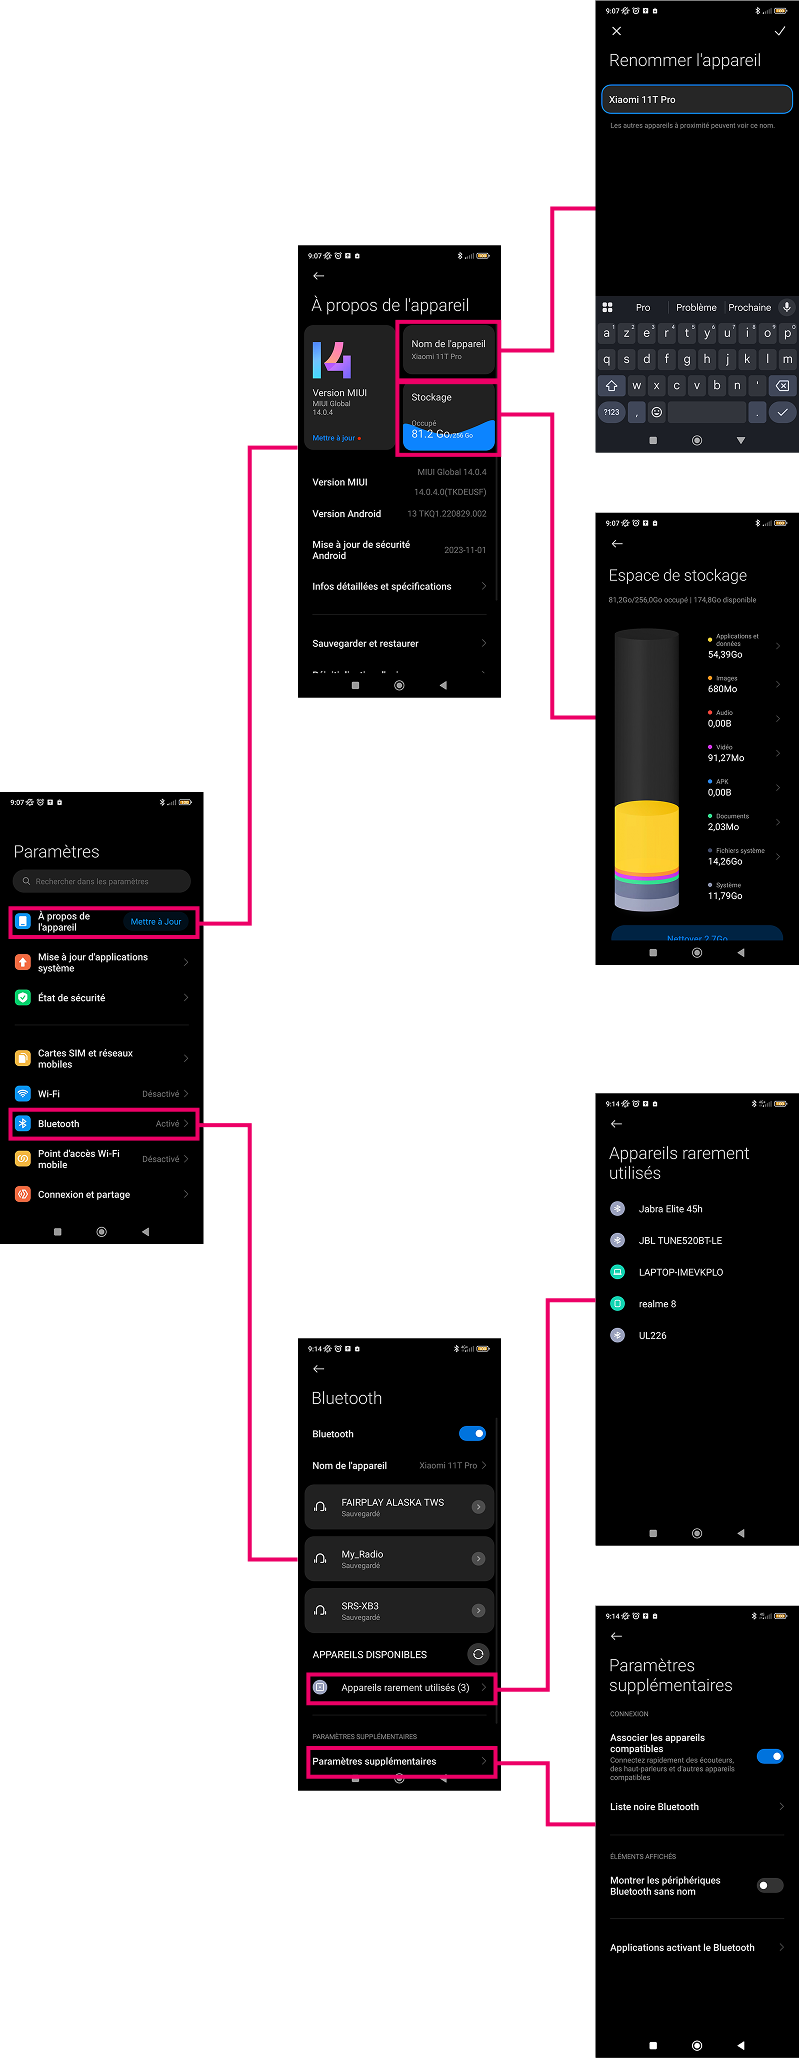 9:07
Renommer l'appareil
Xiaomi 11T Pro
Les autres appareils à proximité peuvent voir ce nom.
Pro
Problème
Prochaine
a z e r t y u i o p
1 2 3 4 5 6 7 8 9 0
q s d f g h j k l m
w x c v b n '
?123 , .
9:07
À propos de l'appareil
Version MIUI
MIUI Global
14.0.4
Mettre à jour
Nom de l'appareil
Xiaomi 11T Pro
Stockage
Occupé
81.2 Go/256 Go
Version MIUI
MIUI Global 14.0.4
14.0.4.0(TKDEUSF)
Version Android
13 TKQ1.220829.002
Mise à jour de sécurité
Android
2023-11-01
Infos détaillées et spécifications
Sauvegarder et restaurer
9:07
Espace de stockage
81,2Go/256,0Go occupé | 174,8Go disponible
Applications et
données
54,39Go
Images
680Mo
Audio
0,00B
Vidéo
91,27Mo
APK
0,00B
Documents
2,03Mo
Fichiers système
14,26Go
Système
11,79Go
Nettoyer 2,7Go
9:07
Paramètres
Rechercher dans les paramètres
À propos de
l'appareil
Mettre à Jour
Mise à jour d'applications
système
État de sécurité
Cartes SIM et réseaux
mobiles
Wi-Fi
Désactivé
Bluetooth
Activé
Point d'accès Wi-Fi
mobile
Désactivé
Connexion et partage
9:14
Appareils rarement
utilisés
Jabra Elite 45h
JBL TUNE520BT-LE
LAPTOP-IMEVKPLO
realme 8
UL226
9:14
Bluetooth
Bluetooth
Nom de l'appareil
Xiaomi 11T Pro
FAIRPLAY ALASKA TWS
Sauvegardé
My_Radio
Sauvegardé
SRS-XB3
Sauvegardé
APPAREILS DISPONIBLES
Appareils rarement utilisés (3)
PARAMÈTRES SUPPLÉMENTAIRES
Paramètres supplémentaires
9:14
Paramètres
supplémentaires
CONNEXION
Associer les appareils
compatibles
Connectez rapidement des écouteurs,
des haut-parleurs et d'autres appareils
compatibles
Liste noire Bluetooth
ÉLÉMENTS AFFICHÉS
Montrer les périphériques
Bluetooth sans nom
Applications activant le Bluetooth